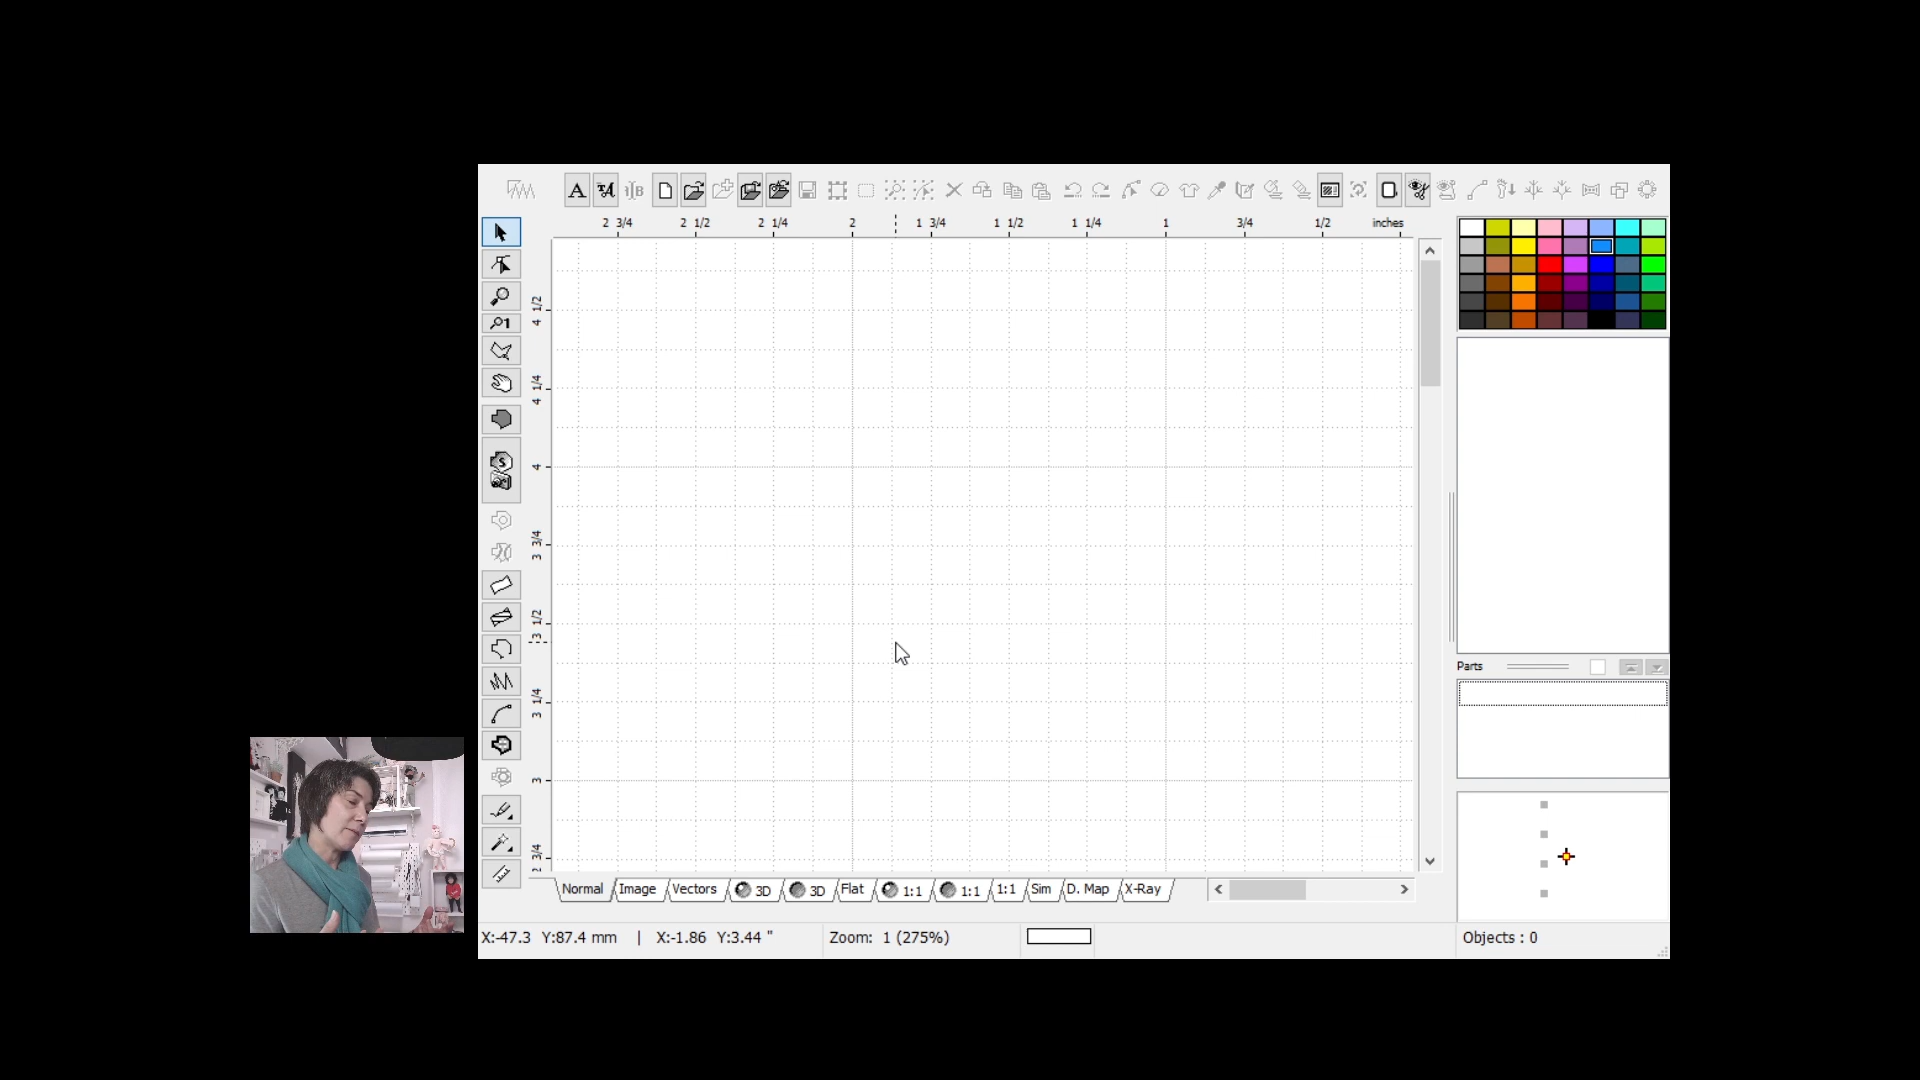 2 3/4 2 1/2 2 1/4 2 1 3/4 1 1/2 1 1/4 1 3/4 1/2 inches
4 1/2
4 1/4
4
3 3/4
3 1/2
3 1/4
3
2 3/4
Parts
Normal Image Vectors 3D 3D Flat 1:1 1:1 1:1 Sim D. Map X-Ray
X:-47.3 Y:87.4 mm | X:-1.86 Y:3.44 " Zoom: 1 (275%) Objects : 0